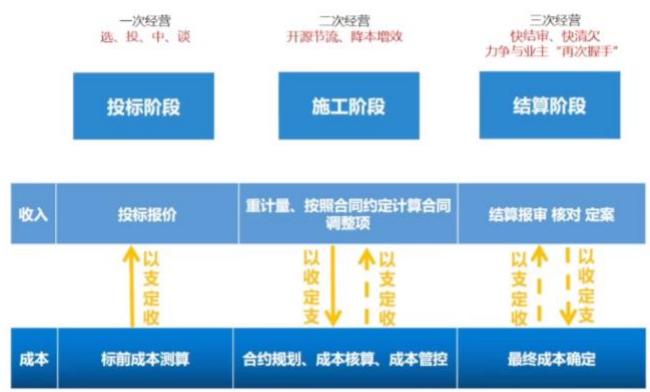 一次经营
选、投、中、谈
二次经营
开源节流、降本增效
三次经营
快结审、快清欠
力争与业主“再次握手”
投标阶段
施工阶段
结算阶段
收入
投标报价
重计量、按照合同约定计算合同
调整项
结算报审 核对 定案
以支定收
以收定支
以支定收
以支定收
以收定支
成本
标前成本测算
合约规划、成本核算、成本管控
最终成本确定